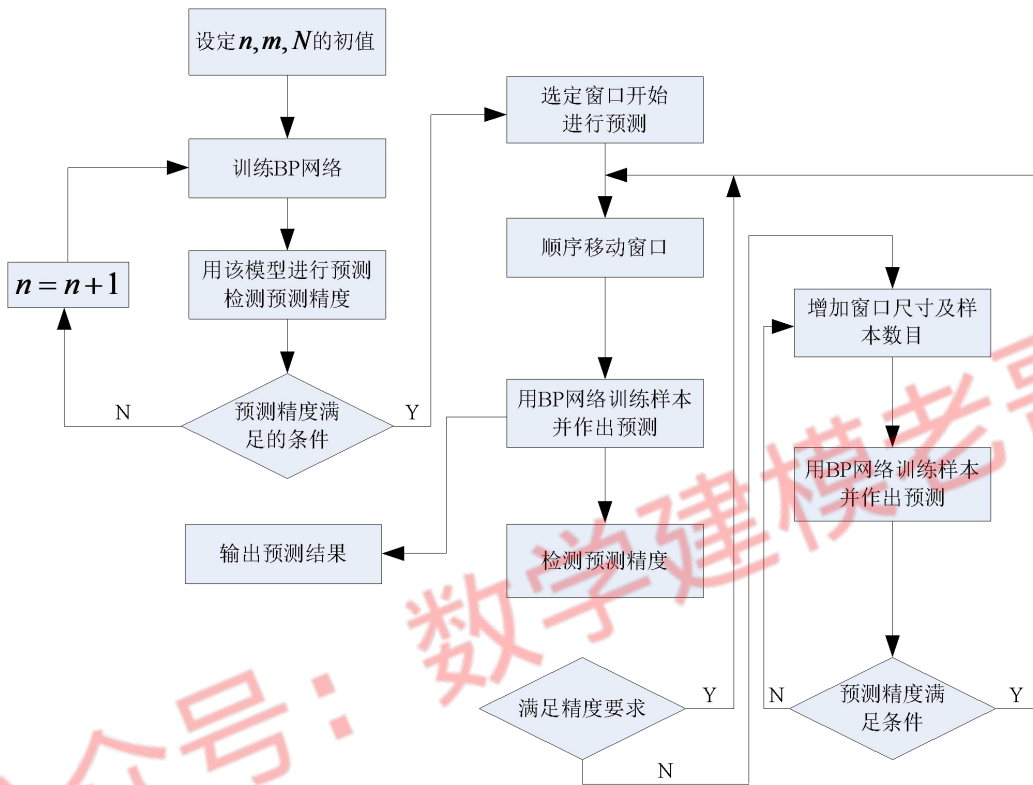 设定n, m, N的初值
训练BP网络
用该模型进行预测
检测预测精度
n = n+1
N
预测精度满
足的条件
Y
选定窗口开始
进行预测
顺序移动窗口
用BP网络训练样本
并作出预测
输出预测结果
检测预测精度
满足精度要求
Y
N
增加窗口尺寸及样
本数目
用BP网络训练样本
并作出预测
N
预测精度满
足条件
Y
众号：数学建模老哥